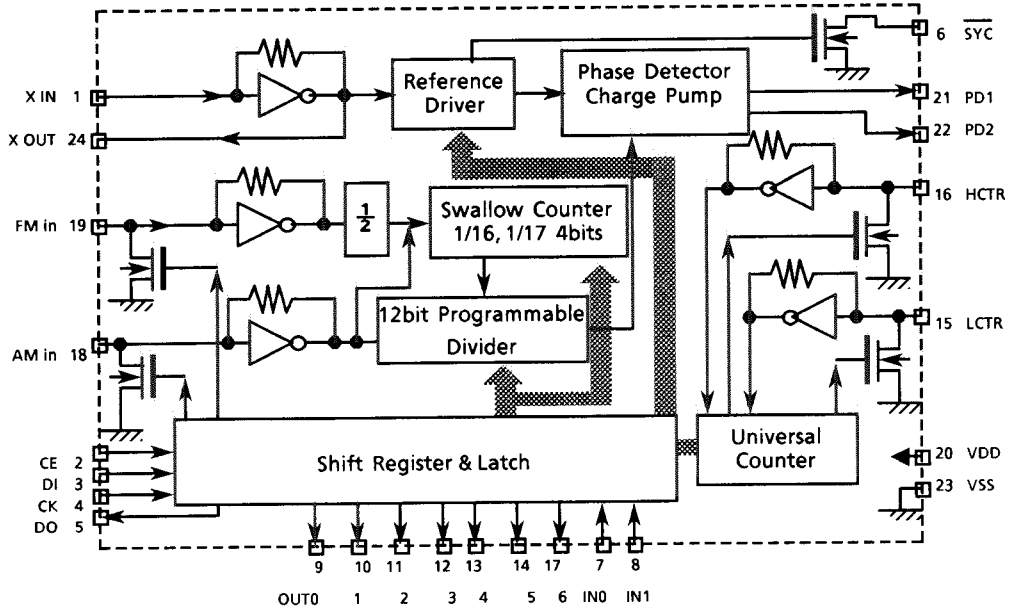 6 SYC
X IN 1
Reference
Driver
Phase Detector
Charge Pump
21 PD1
X OUT 24
22 PD2
FM in 19
1
2
Swallow Counter
1/16, 1/17 4bits
16 HCTR
12bit Programmable
Divider
15 LCTR
AM in 18
Shift Register & Latch
Universal
Counter
CE 2
DI 3
CK 4
DO 5
20 VDD
23 VSS
9 10 11 12 13 14 17 7 8
OUT0 1 2 3 4 5 6 IN0 IN1